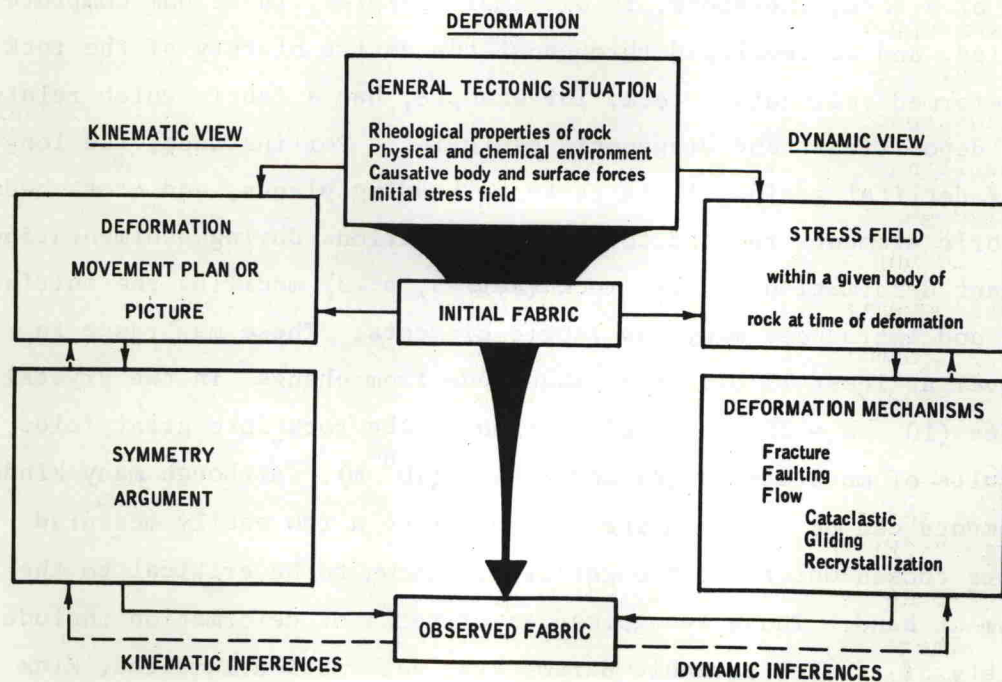 DEFORMATION
GENERAL TECTONIC SITUATION
Rheological properties of rock
Physical and chemical environment
Causative body and surface forces
Initial stress field
KINEMATIC VIEW
DYNAMIC VIEW
DEFORMATION
MOVEMENT PLAN OR
PICTURE
INITIAL FABRIC
STRESS FIELD
within a given body of
rock at time of deformation
SYMMETRY
ARGUMENT
DEFORMATION MECHANISMS
Fracture
Faulting
Flow
Cataclastic
Gliding
Recrystallization
OBSERVED FABRIC
KINEMATIC INFERENCES
DYNAMIC INFERENCES